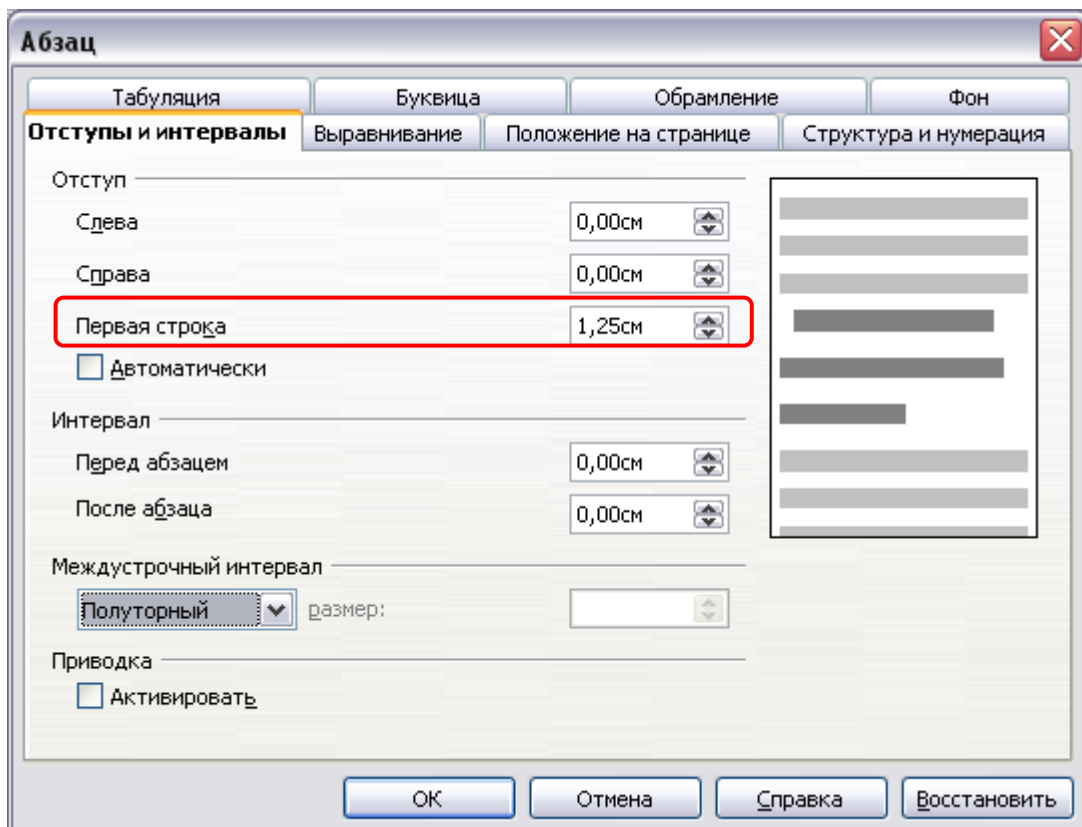 Абзац
Табуляция Буквица Обрамление Фон
Отступы и интервалы Выравнивание Положение на странице Структура и нумерация
Отступ
Слева 0,00см
Справа 0,00см
Первая строка 1,25см
Автоматически
Интервал
Перед абзацем 0,00см
После абзаца 0,00см
Междустрочный интервал
Полуторный размер:
Приводка
Активировать
ОК Отмена Справка Восстановить